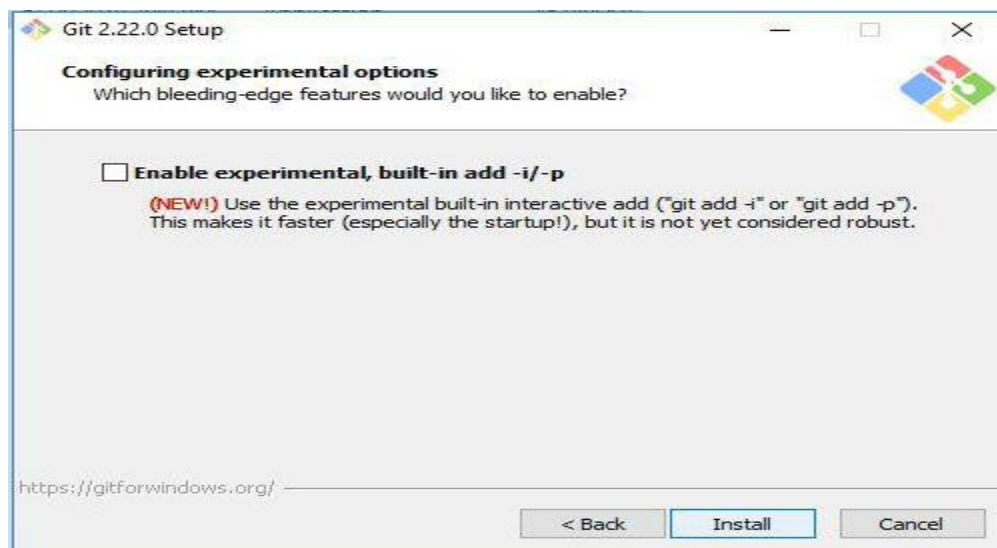 Git 2.22.0 Setup
Configuring experimental options
Which bleeding-edge features would you like to enable?
Enable experimental, built-in add -i/-p
(NEW!) Use the experimental built-in interactive add ("git add -i" or "git add -p").
This makes it faster (especially the startup!), but it is not yet considered robust.
https://gitforwindows.org/
< Back
Install
Cancel